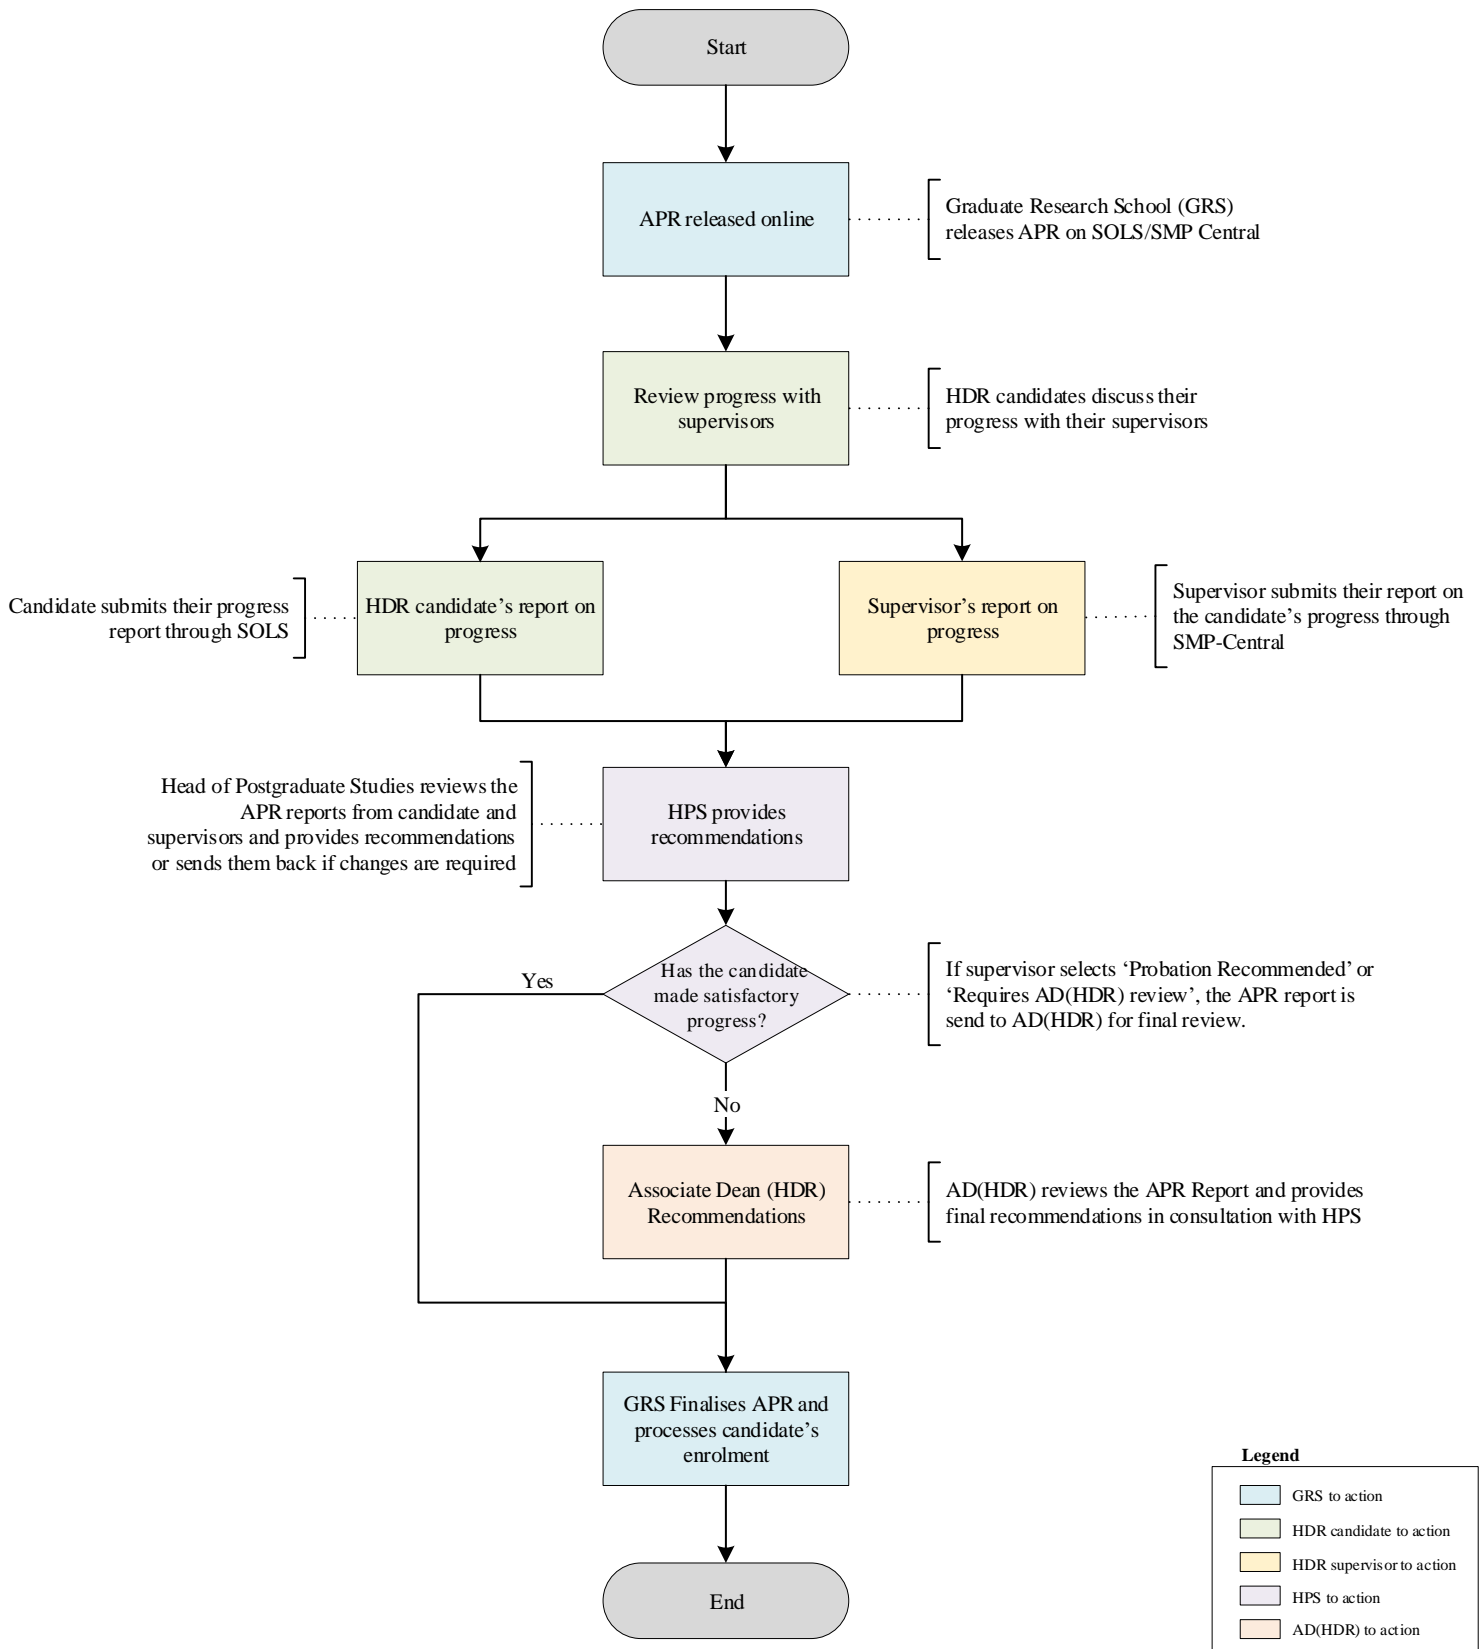 Start
APR released online
Graduate Research School (GRS)
releases APR on SOLS/SMP Central
Review progress with
supervisors
HDR candidates discuss their
progress with their supervisors
Candidate submits their progress
report through SOLS
HDR candidate’s report on
progress
Supervisor’s report on
progress
Supervisor submits their report on
the candidate’s progress through
SMP-Central
Head of Postgraduate Studies reviews the
APR reports from candidate and
supervisors and provides recommendations
or sends them back if changes are required
HPS provides
recommendations
Yes
Has the candidate
made satisfactory
progress?
If supervisor selects ‘Probation Recommended’ or
‘Requires AD(HDR) review’, the APR report is
send to AD(HDR) for final review.
No
Associate Dean (HDR)
Recommendations
AD(HDR) reviews the APR Report and provides
final recommendations in consultation with HPS
GRS Finalises APR and
processes candidate’s
enrolment
End
Legend
GRS to action
HDR candidate to action
HDR supervisor to action
HPS to action
AD(HDR) to action